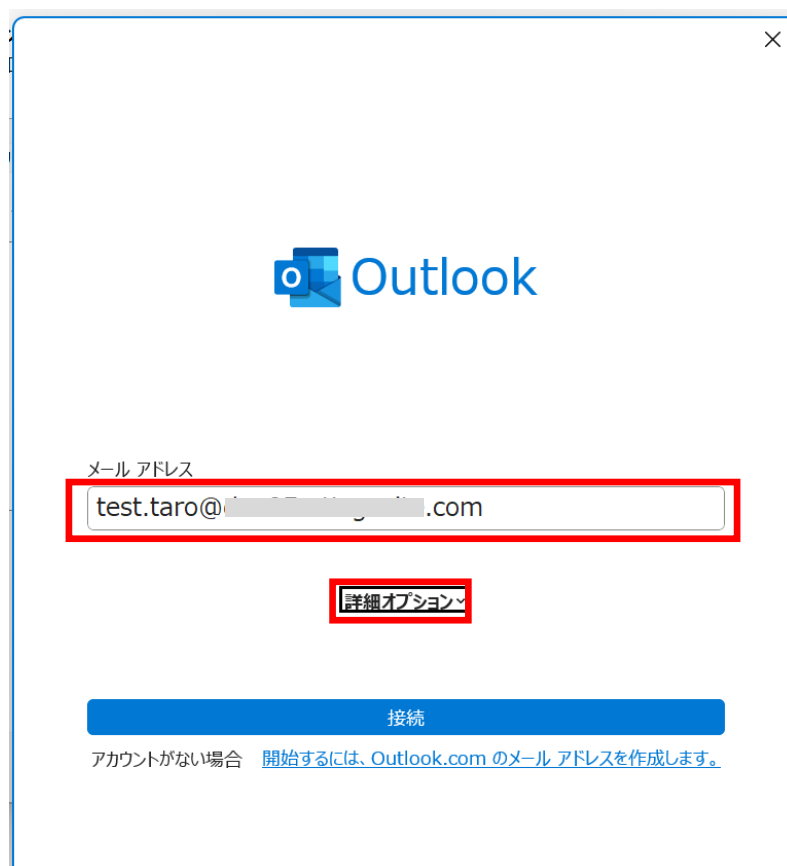 Outlook
メール アドレス
test.taro@ .com
詳細オプション
接続
アカウントがない場合 開始するには、Outlook.com のメール アドレスを作成します。